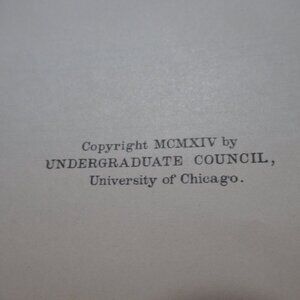 Copyright MCMXIV by
UNDERGRADUATE COUNCIL,
University of Chicago.